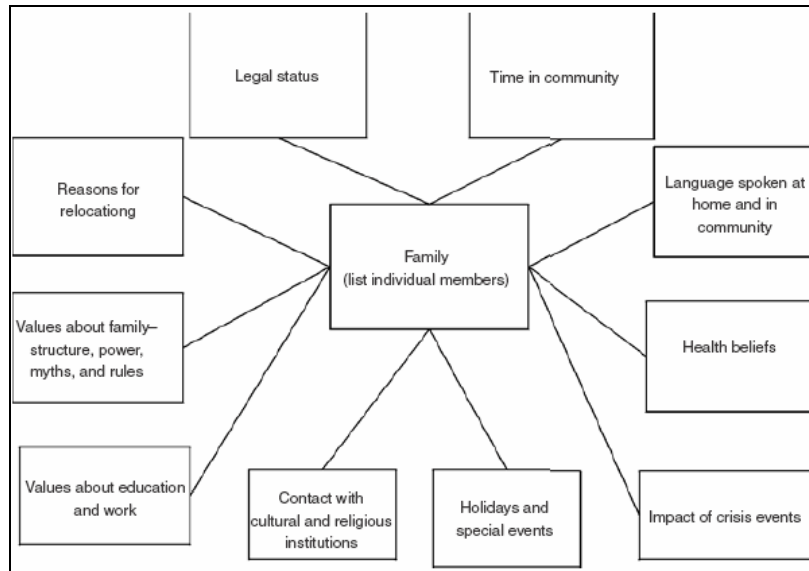 Legal status
Time in community
Reasons for
relocationg
Language spoken at
home and in
community
Family
(list individual members)
Values about family–
structure, power,
myths, and rules
Health beliefs
Values about education
and work
Contact with
cultural and religious
institutions
Holidays and
special events
Impact of crisis events